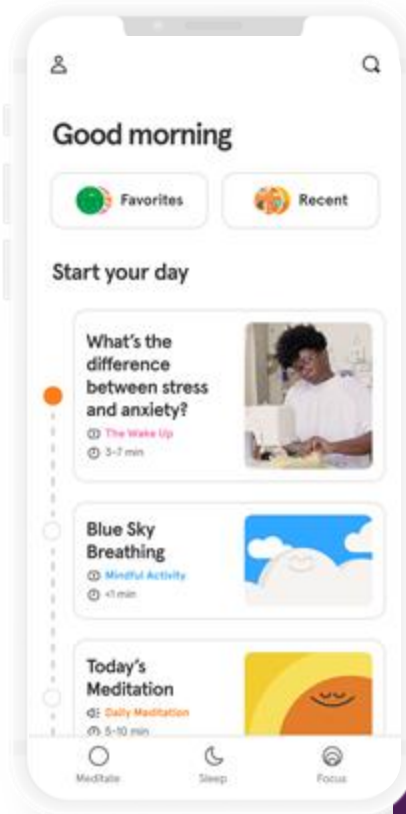 Good morning
Favorites
Recent
Start your day
What's the
difference
between stress
and anxiety?
The Wake Up
3-7 min
Blue Sky
Breathing
Mindful Activity
<1 min
Today's
Meditation
Daily Meditation
5-10 min
Meditate
Sleep
Focus